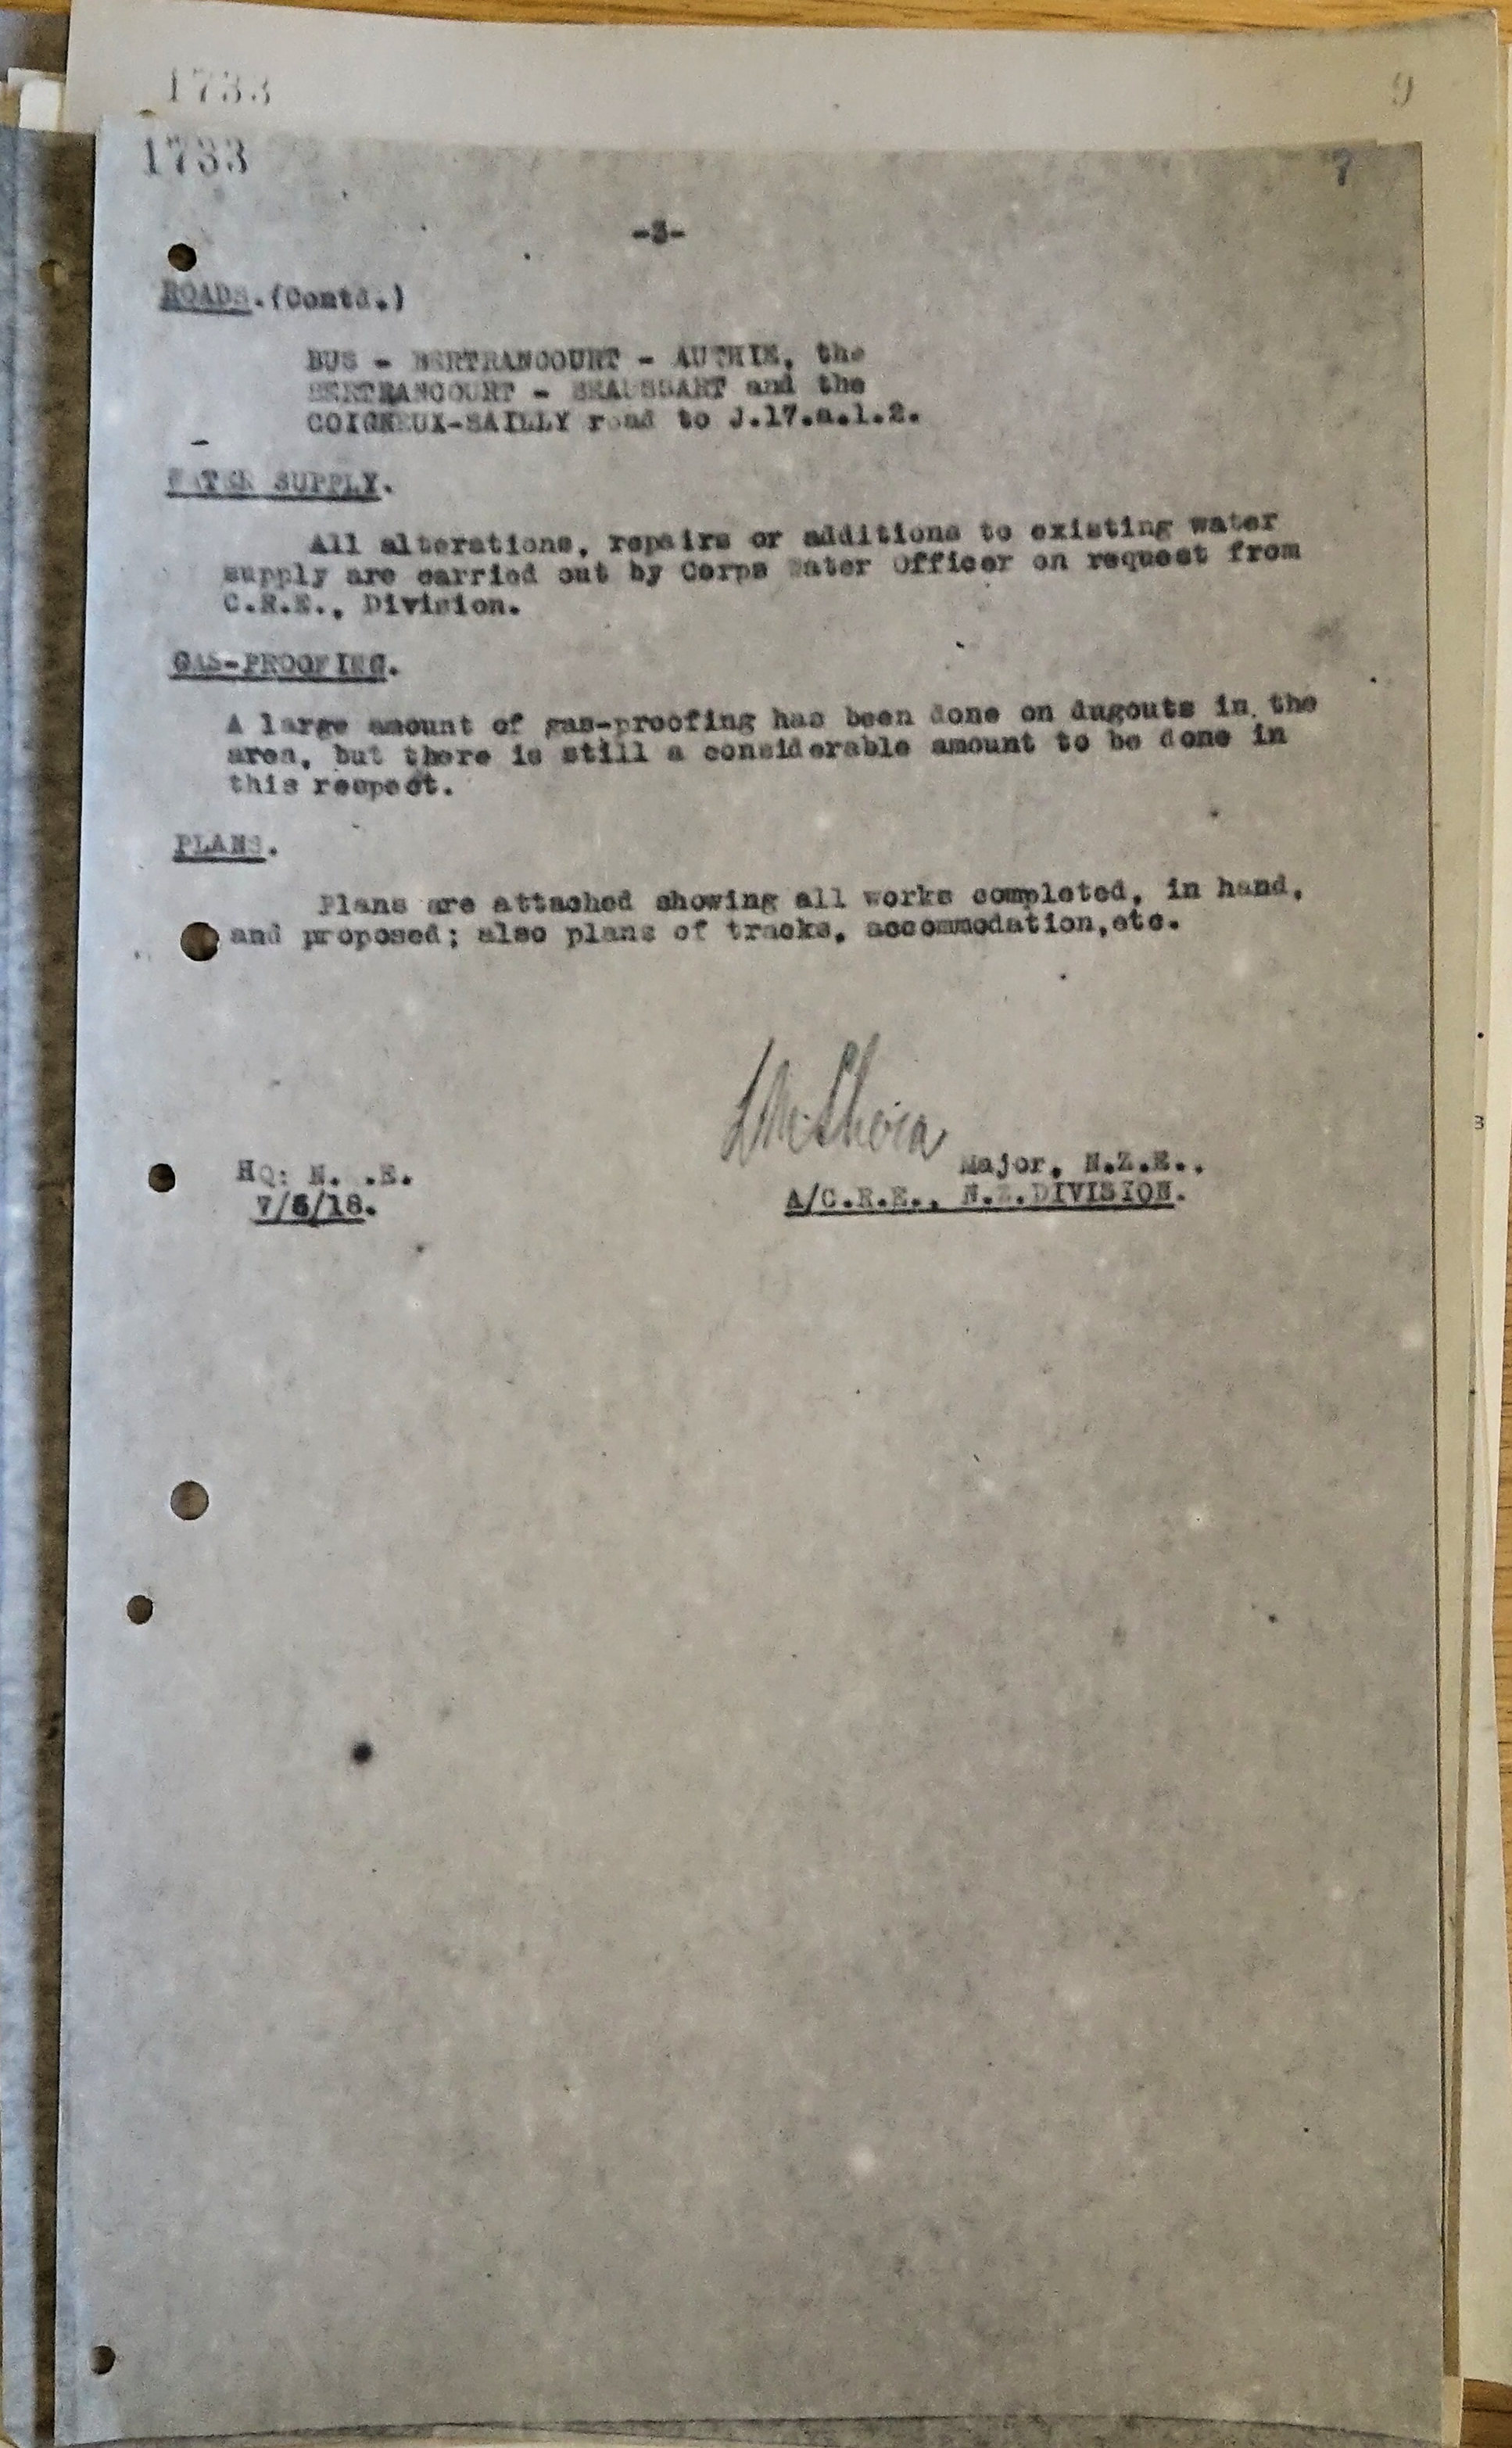 1733
9
1733
7
-3-
ROADS.(Contd.)
BUS - BERTRANCOURT - AUTHIE, the
BERTRANCOURT - BEAUSSART and the
COIGNEUX-SAILLY road to J.17.a.1.2.
WATER SUPPLY.
All alterations, repairs or additions to existing water
supply are carried out by Corps Water Officer on request from
C.R.E., Division.
GAS-PROOFING.
A large amount of gas-proofing has been done on dugouts in the
area, but there is still a considerable amount to be done in
this respect.
PLANS.
Plans are attached showing all works completed, in hand,
and proposed; also plans of tracks, accommodation,etc.
HQ: N. .E.
Major, N.Z.E.,
7/6/18.
A/C.R.E., N.Z.DIVISION.